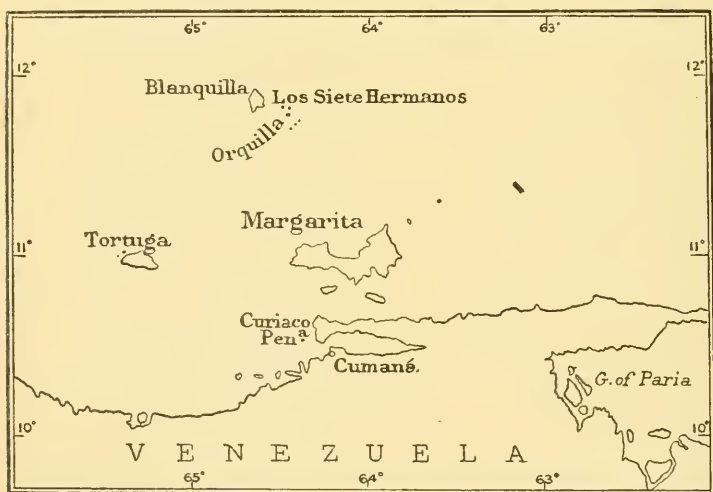 65° 64° 63°
12° 12°
Blanquilla
Los Siete Hermanos
Orquilla
Margarita
Tortuga
11° 11°
Curiaco
Pen.ª
Cumaná.
G. of Paria
10° 10°
VENEZUELA
65° 64° 63°